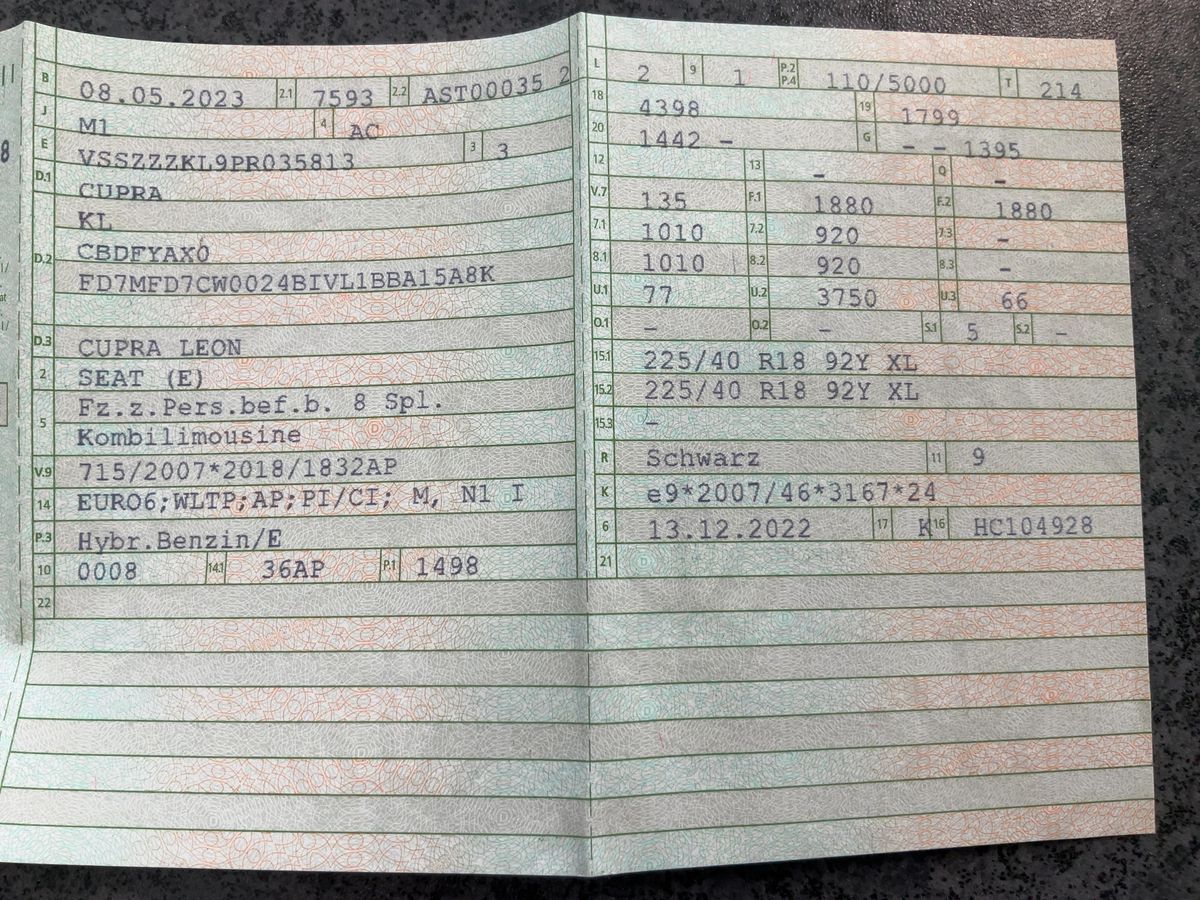 B 08.05.2023 2.1 7593 2.2 AST00035 2
J M1 4 AC
E VSSZZZKL9PR035813 3 3
D.1 CUPRA
D.2 KL
CBDFYAX0
FD7MFD7CW0024BIVL1BBA15A8K
D.3 CUPRA LEON
2 SEAT (E)
5 Fz.z.Pers.bef.b. 8 Spl.
Kombilimousine
V.9 715/2007*2018/1832AP
14 EURO6;WLTP;AP;PI/CI; M, N1 I
P.3 Hybr.Benzin/E
10 0008 14.1 36AP P.1 1498
22
L 2 9 1 P.2 P.4 110/5000 T 214
18 4398 19 1799
20 1442 – G – – 1395
12 13 – Q –
V.7 135 F.1 1880 F.2 1880
7.1 1010 7.2 920 7.3 –
8.1 1010 8.2 920 8.3 –
U.1 77 U.2 3750 U.3 66
O.1 – O.2 – S.1 5 S.2 –
15.1 225/40 R18 92Y XL
15.2 225/40 R18 92Y XL
15.3 –
R Schwarz 11 9
K e9*2007/46*3167*24
6 13.12.2022 17 K 16 HC104928
21